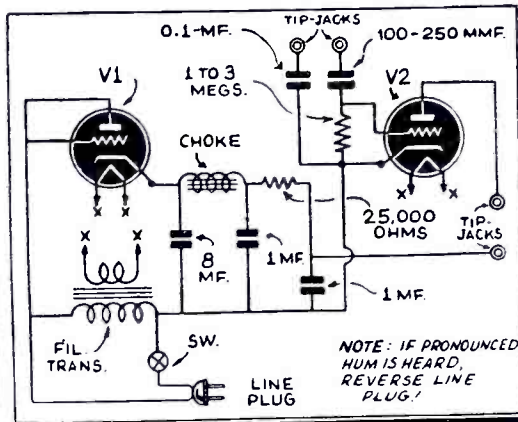 TIP-JACKS
0.1-MF.
100-250 MMF.
V1
1 TO 3
MEGS.
V2
CHOKE
X X
X X
X
X
25,000
OHMS
TIP-
JACKS
8
MF.
1 MF.
1 MF.
FIL.
TRANS.
SW.
LINE
PLUG
NOTE: IF PRONOUNCED
HUM IS HEARD,
REVERSE LINE
PLUG!